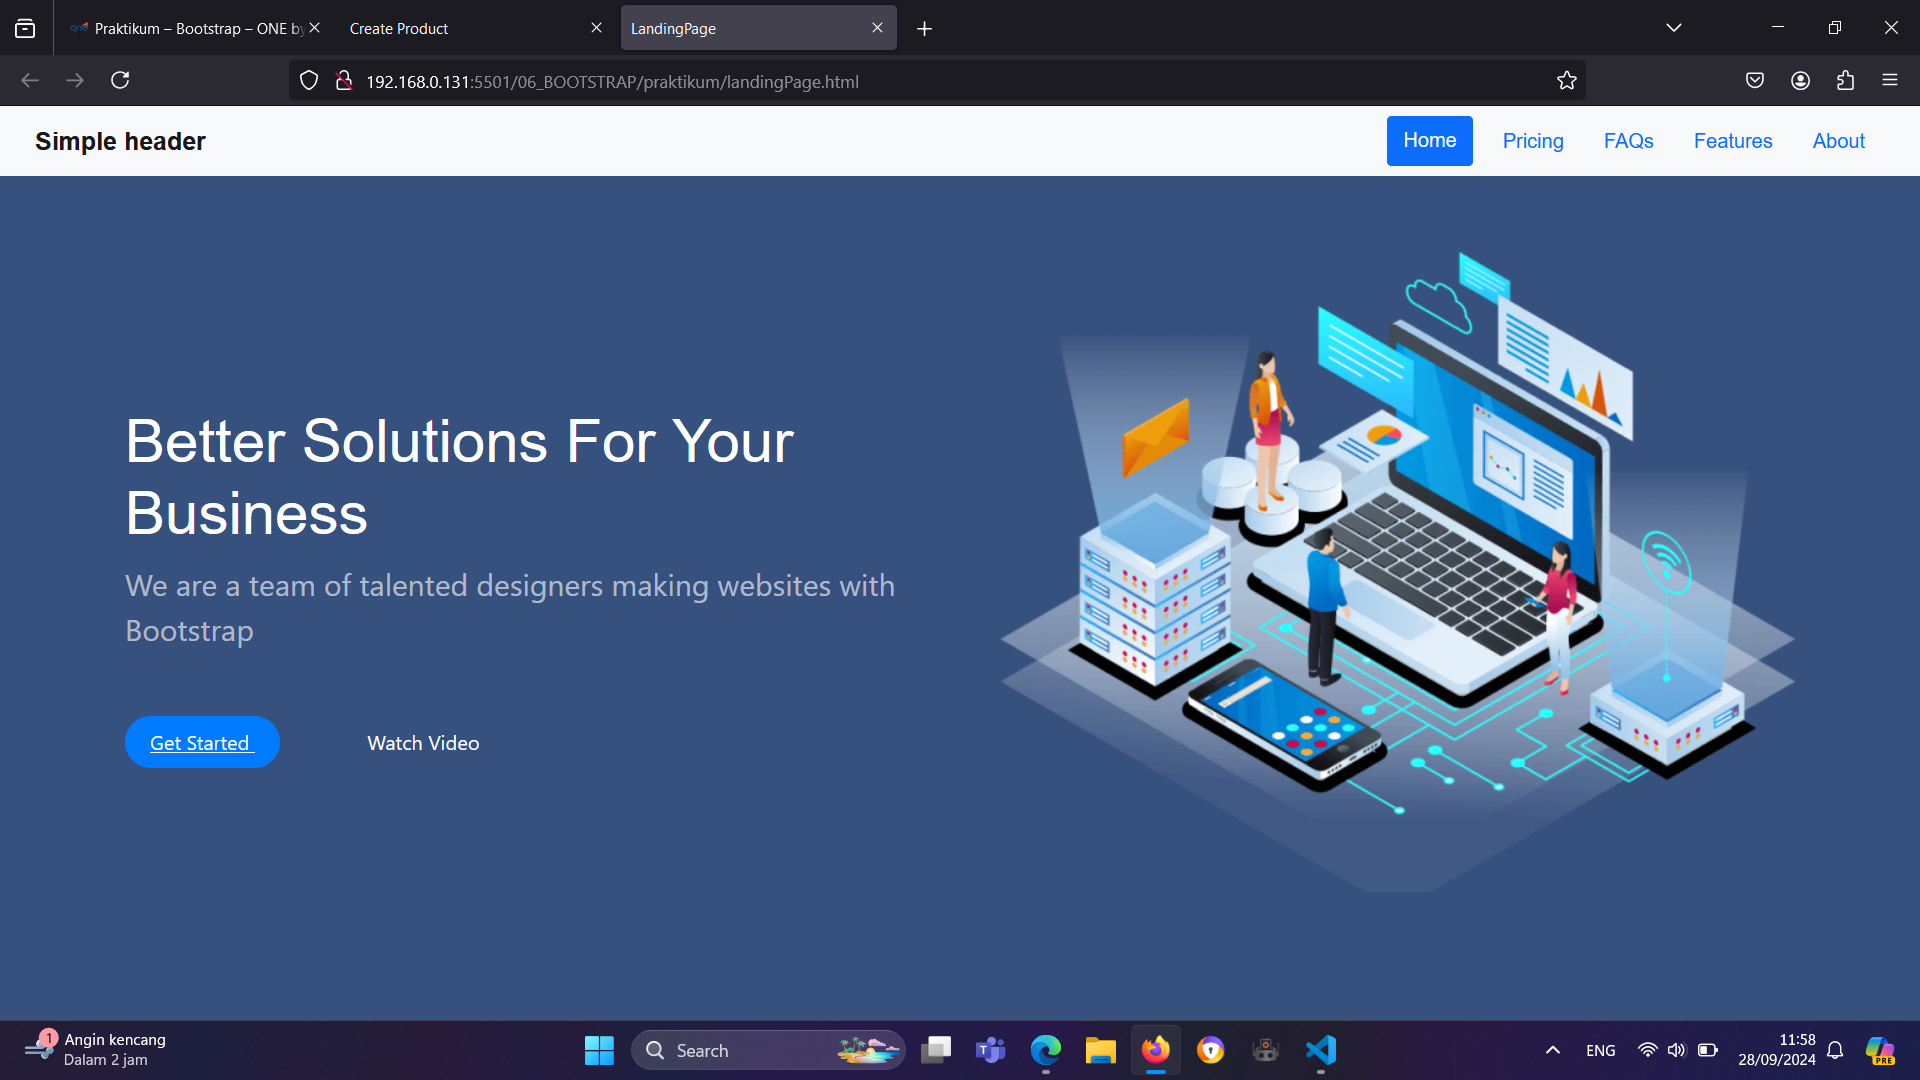 Praktikum – Bootstrap – ONE by
Create Product
LandingPage
192.168.0.131:5501/06_BOOTSTRAP/praktikum/landingPage.html
Simple header
Home
Pricing
FAQs
Features
About
Better Solutions For Your
Business
We are a team of talented designers making websites with
Bootstrap
Get Started
Watch Video
1
Angin kencang
Dalam 2 jam
Search
ENG
11:58
28/09/2024
PRE